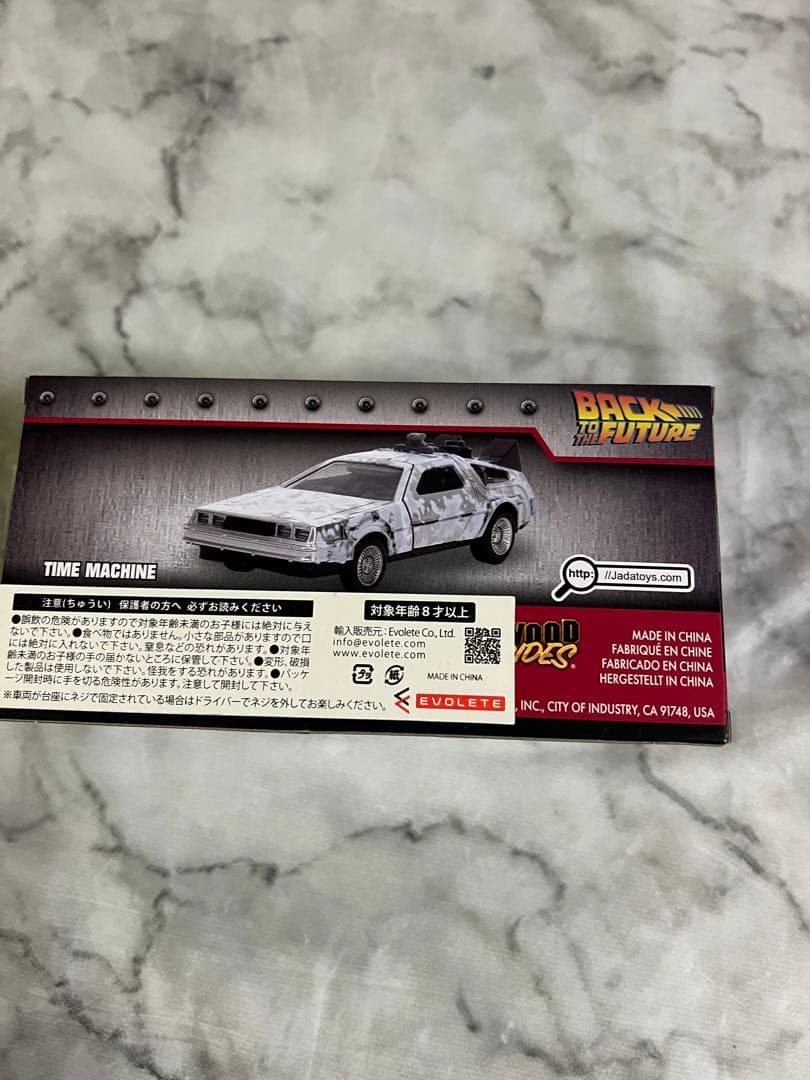 BACK
TO THE FUTURE
TIME MACHINE
http: //Jadatoys.com
注意(ちゅうい) 保護者の方へ 必ずお読みください
●誤飲の危険がありますので対象年齢未満のお子様には絶対に与え
ないで下さい。●食べ物ではありません。小さな部品がありますので口
には絶対に入れないで下さい。窒息などの恐れがあります。●対象年
齢未満のお子様の手の届かないところに保管して下さい。●変形、破損
した製品は使用しないで下さい。怪我をする恐れがあります。●パッケ
ージ開封時に手を切る危険性があります。注意して開封して下さい。
※車両が台座にネジで固定されている場合はドライバーでネジを外してお楽しみください。
対象年齢8才以上
輸入販売元：Evolete Co., Ltd.
info@evolete.com
www.evolete.com
プラ
紙
MADE IN CHINA
EVOLETE
WOOD
IDES
MADE IN CHINA
FABRIQUÉ EN CHINE
FABRICADO EN CHINA
HERGESTELLT IN CHINA
, INC., CITY OF INDUSTRY, CA 91748, USA